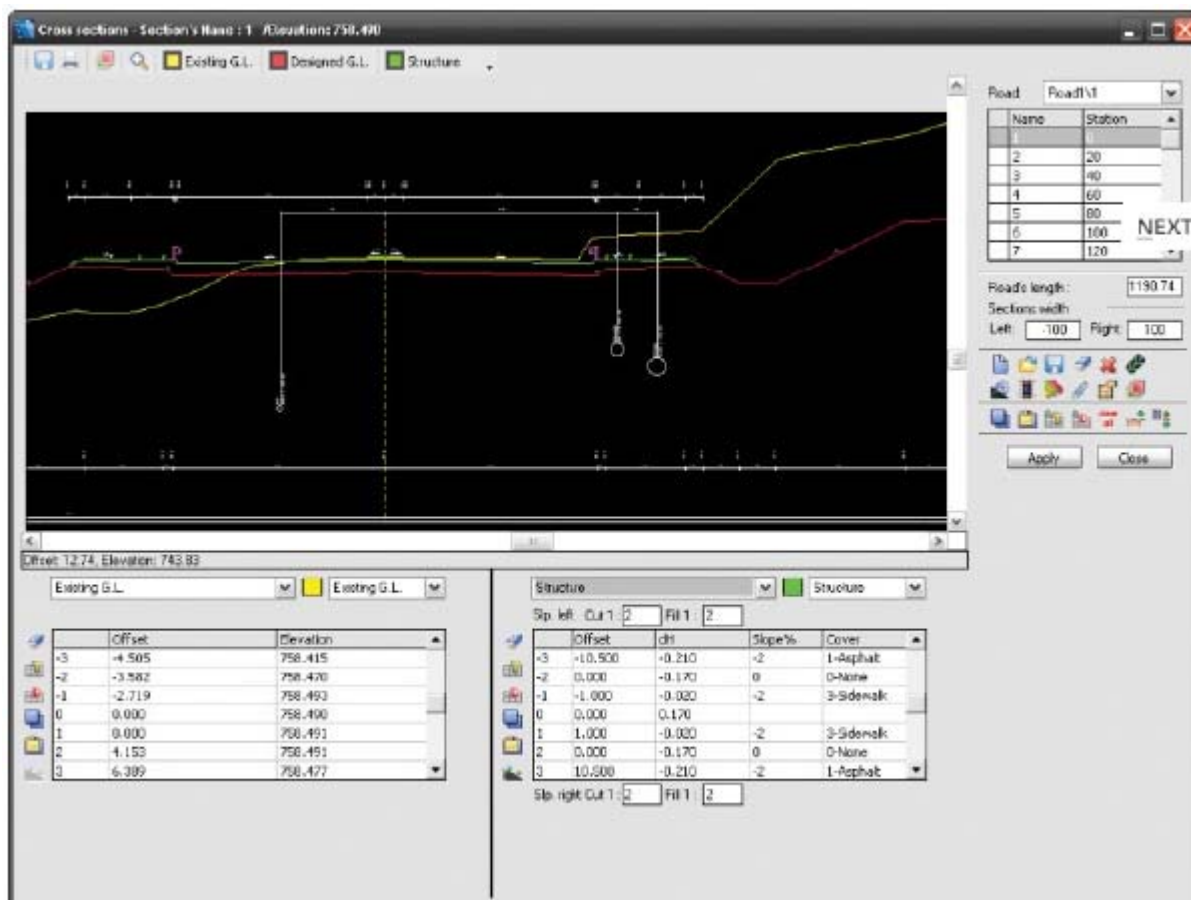 Cross sections - Section's Name : 1 /Elevation: 758.490
Existing G.L. Designed G.L. Structure
Road Road1\1
Name Station
1
2 20
3 40
4 60
5 80
6 100
7 120
NEXT
Road's length : 1190.74
Sections width
Left: -100 Right: 100
Apply Close
Offset: 12.74, Elevation: 743.83
Existing G.L. Existing G.L.
Offset Elevation
-3 -4.505 758.415
-2 -3.582 758.470
-1 -2.719 758.493
0 0.000 758.490
1 0.000 758.491
2 4.153 758.491
3 6.389 758.477
Structure Structure
Slp. left Cut 1 : 2 Fill 1 : 2
Offset dH Slope% Cover
-3 -10.500 -0.210 -2 1-Asphalt
-2 0.000 -0.170 0 0-None
-1 -1.000 -0.020 -2 3-Sidewalk
0 0.000 0.170
1 1.000 -0.020 -2 3-Sidewalk
2 0.000 -0.170 0 0-None
3 10.500 -0.210 -2 1-Asphalt
Slp. right Cut 1 : 2 Fill 1 : 2